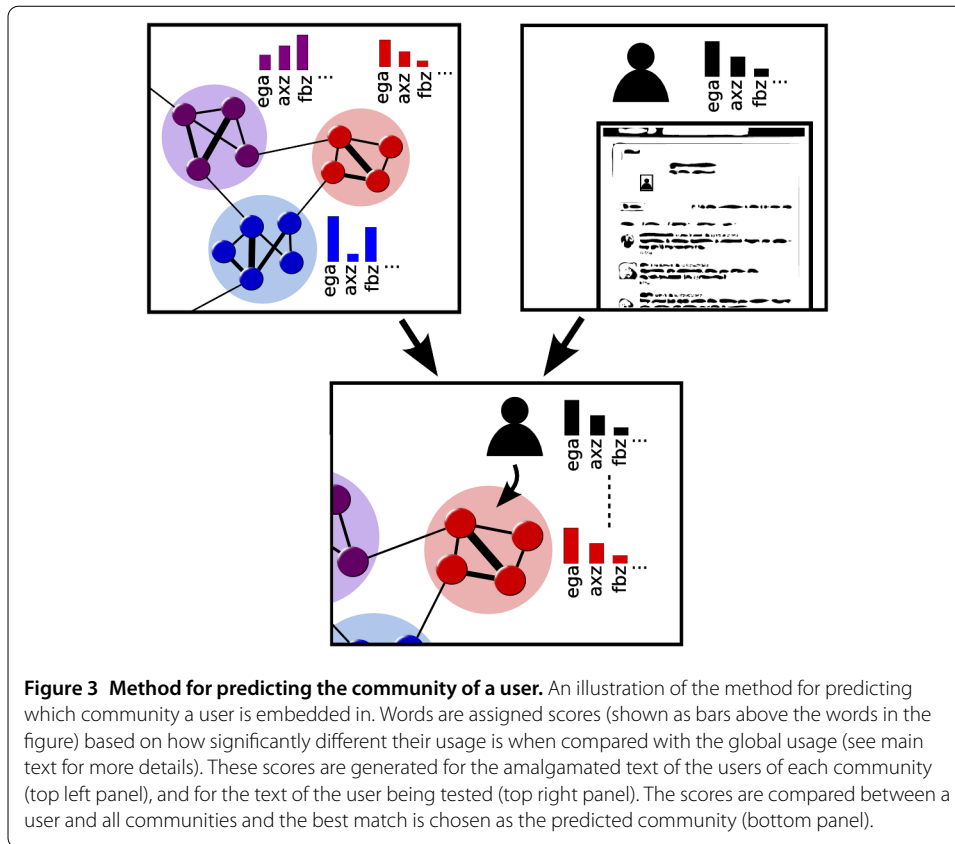 ega axz fbz ...
ega axz fbz ...
ega axz fbz ...
ega axz fbz ...
ega axz fbz ...
ega axz fbz ...
Figure 3 Method for predicting the community of a user. An illustration of the method for predicting
which community a user is embedded in. Words are assigned scores (shown as bars above the words in the
figure) based on how significantly different their usage is when compared with the global usage (see main
text for more details). These scores are generated for the amalgamated text of the users of each community
(top left panel), and for the text of the user being tested (top right panel). The scores are compared between a
user and all communities and the best match is chosen as the predicted community (bottom panel).